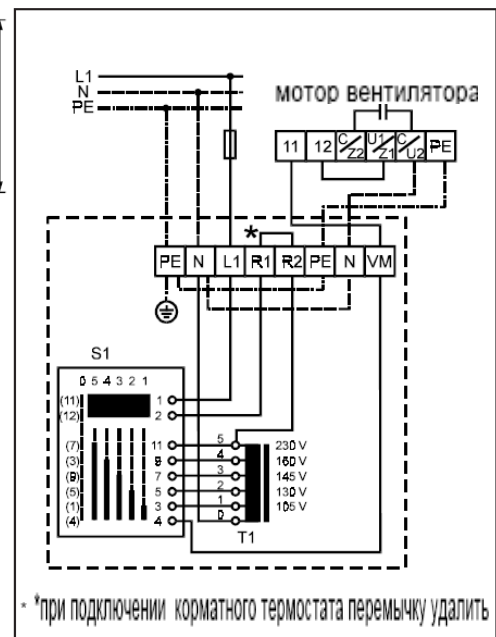 L1
N
PE
мотор вентилятора
11 12 C/Z2 U1/Z1 C/U2 PE
*
PE N L1 R1 R2 PE N VM
S1
0 5 4 3 2 1
(11) 1
(12) 2
(7) 11 5 230 V
(3) 9 4 160 V
(9) 7 3 145 V
(5) 5 2 130 V
(1) 3 1 105 V
(4) 4 0
T1
* *при подключении корматного термостата перемычку удалить